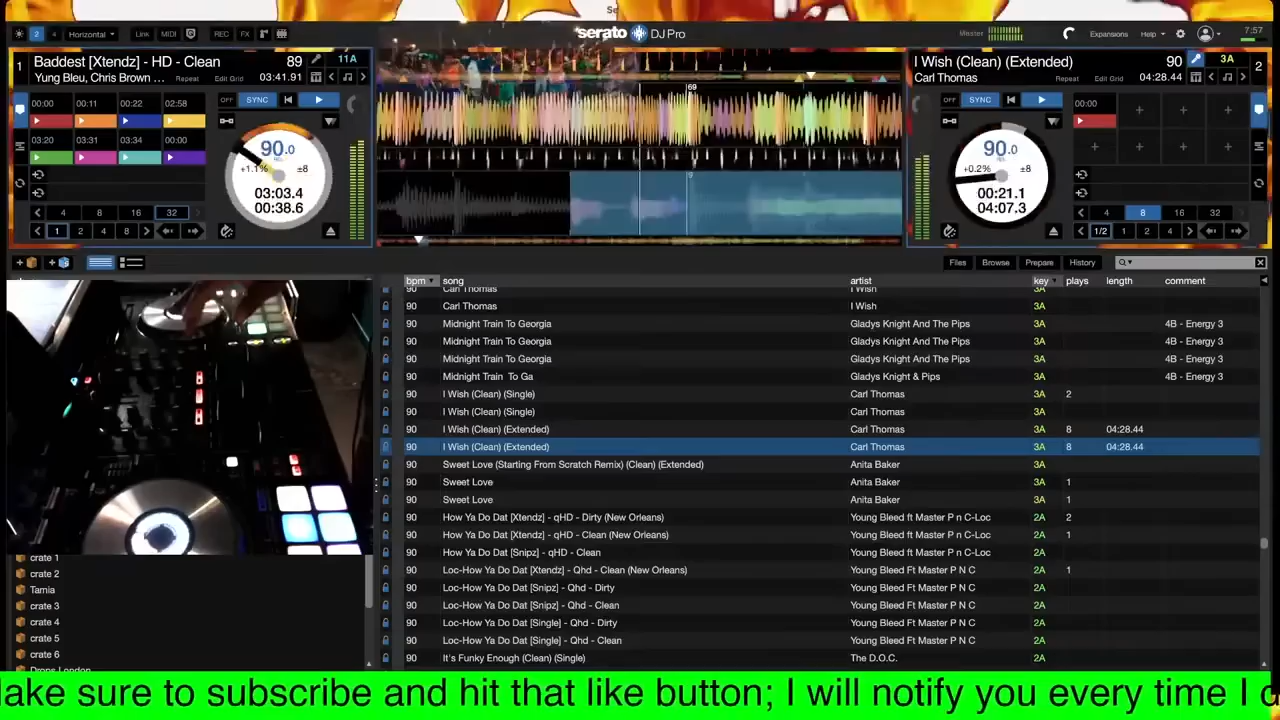 Se
2 4 Horizontal Link MIDI REC FX
serato DJ Pro
Master Expansions Help 7:57
1 Baddest [Xtendz] - HD - Clean 89 11A
Yung Bleu, Chris Brown ... Repeat Edit Grid 03:41.91
00:00 00:11 00:22 02:58
03:20 03:31 03:34 00:00
OFF SYNC
90.0
+1.1% ±8
03:03.4
00:38.6
4 8 16 32
1 2 4 8
69
9
I Wish (Clean) (Extended) 90 3A 2
Carl Thomas Repeat Edit Grid 04:28.44
OFF SYNC
00:00
90.0
+0.2% ±8
00:21.1
04:07.3
4 8 16 32
1/2 1 2 4
Files Browse Prepare History
bpm song artist key plays length comment
90 Carl Thomas I Wish 3A
90 Carl Thomas I Wish 3A
90 Midnight Train To Georgia Gladys Knight And The Pips 3A 4B - Energy 3
90 Midnight Train To Georgia Gladys Knight And The Pips 3A 4B - Energy 3
90 Midnight Train To Georgia Gladys Knight And The Pips 3A 4B - Energy 3
90 Midnight Train To Ga Gladys Knight & Pips 3A 4B - Energy 3
90 I Wish (Clean) (Single) Carl Thomas 3A 2
90 I Wish (Clean) (Single) Carl Thomas 3A
90 I Wish (Clean) (Extended) Carl Thomas 3A 8 04:28.44
90 I Wish (Clean) (Extended) Carl Thomas 3A 8 04:28.44
90 Sweet Love (Starting From Scratch Remix) (Clean) (Extended) Anita Baker 3A
90 Sweet Love Anita Baker 3A 1
90 Sweet Love Anita Baker 3A 1
90 How Ya Do Dat [Xtendz] - qHD - Dirty (New Orleans) Young Bleed ft Master P n C-Loc 2A 2
90 How Ya Do Dat [Xtendz] - qHD - Clean (New Orleans) Young Bleed ft Master P n C-Loc 2A 1
90 How Ya Do Dat [Snipz] - qHD - Clean Young Bleed ft Master P n C-Loc 2A
90 Loc-How Ya Do Dat [Xtendz] - Qhd - Clean (New Orleans) Young Bleed Ft Master P N C 2A 1
90 Loc-How Ya Do Dat [Snipz] - Qhd - Dirty Young Bleed Ft Master P N C 2A
90 Loc-How Ya Do Dat [Snipz] - Qhd - Clean Young Bleed Ft Master P N C 2A
90 Loc-How Ya Do Dat [Single] - Qhd - Dirty Young Bleed Ft Master P N C 2A
90 Loc-How Ya Do Dat [Single] - Qhd - Clean Young Bleed Ft Master P N C 2A
90 It's Funky Enough (Clean) (Single) The D.O.C. 2A
crate 1
crate 2
Tamia
crate 3
crate 4
crate 5
crate 6
Drops London
ake sure to subscribe and hit that like button; I will notify you every time I